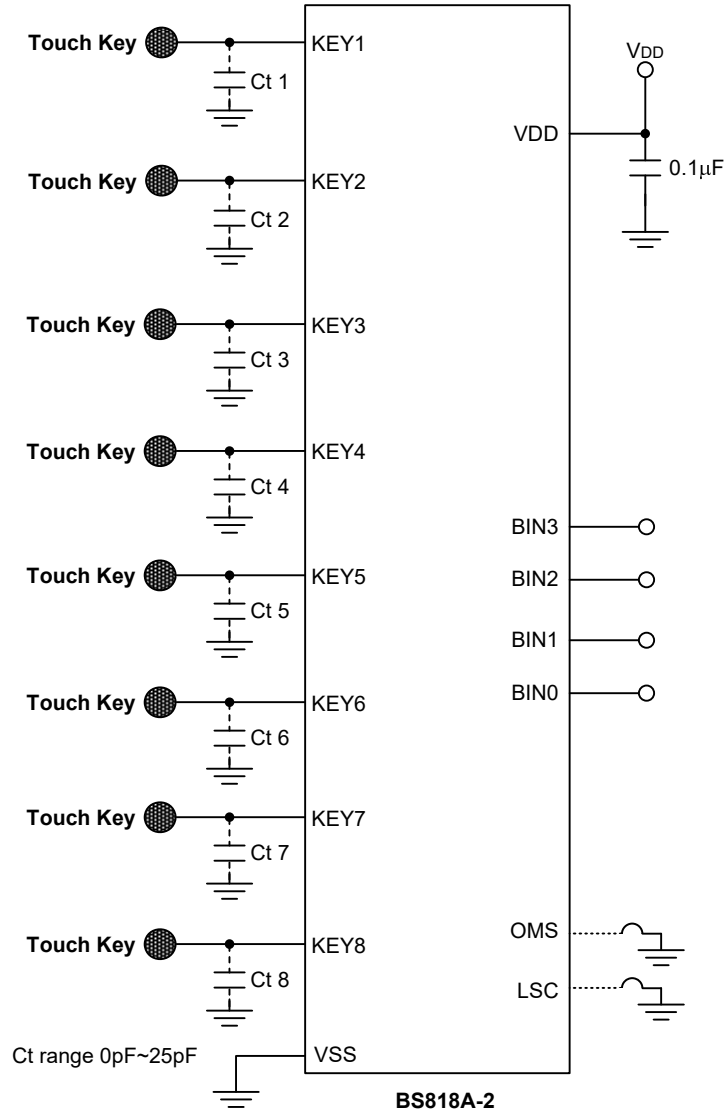 Touch Key
KEY1
Ct 1
VDD
VDD
0.1μF
Touch Key
KEY2
Ct 2
Touch Key
KEY3
Ct 3
Touch Key
KEY4
Ct 4
BIN3
Touch Key
KEY5
BIN2
Ct 5
BIN1
Touch Key
KEY6
BIN0
Ct 6
Touch Key
KEY7
Ct 7
Touch Key
KEY8
OMS
Ct 8
LSC
Ct range 0pF~25pF
VSS
BS818A-2